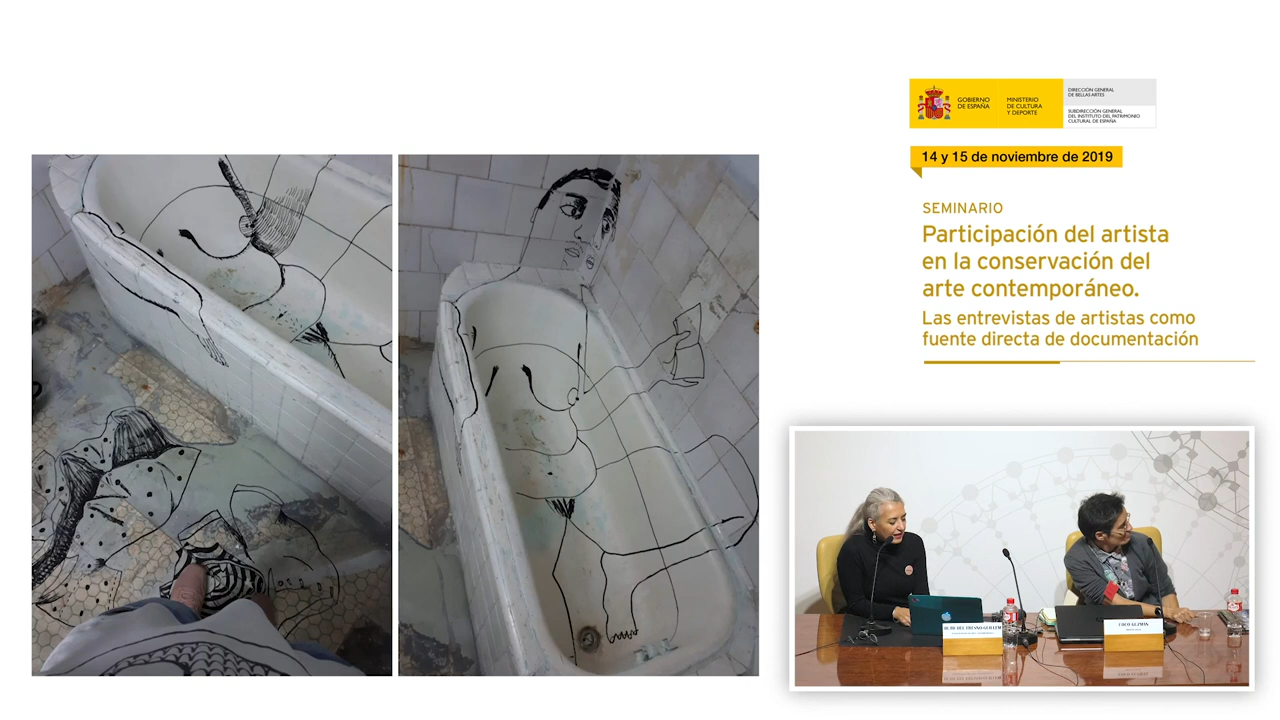 GOBIERNO
DE ESPAÑA
MINISTERIO
DE CULTURA
Y DEPORTE
DIRECCIÓN GENERAL
DE BELLAS ARTES
SUBDIRECCIÓN GENERAL
DEL INSTITUTO DEL PATRIMONIO
CULTURAL DE ESPAÑA
14 y 15 de noviembre de 2019
SEMINARIO
Participación del artista
en la conservación del
arte contemporáneo.
Las entrevistas de artistas como
fuente directa de documentación
COCO GUZMAN